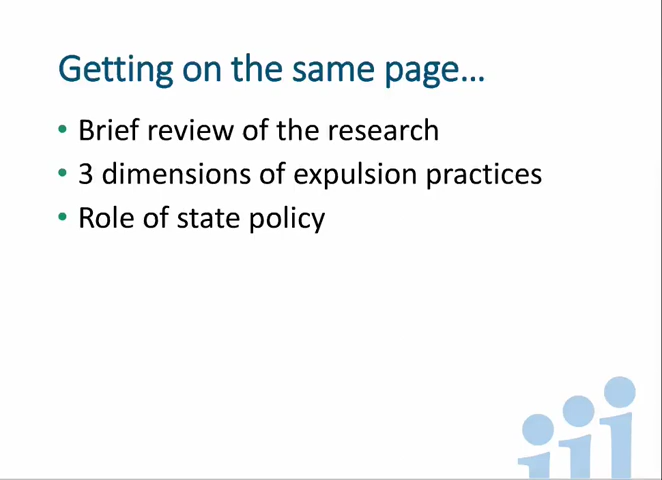 Getting on the same page…
• Brief review of the research
• 3 dimensions of expulsion practices
• Role of state policy